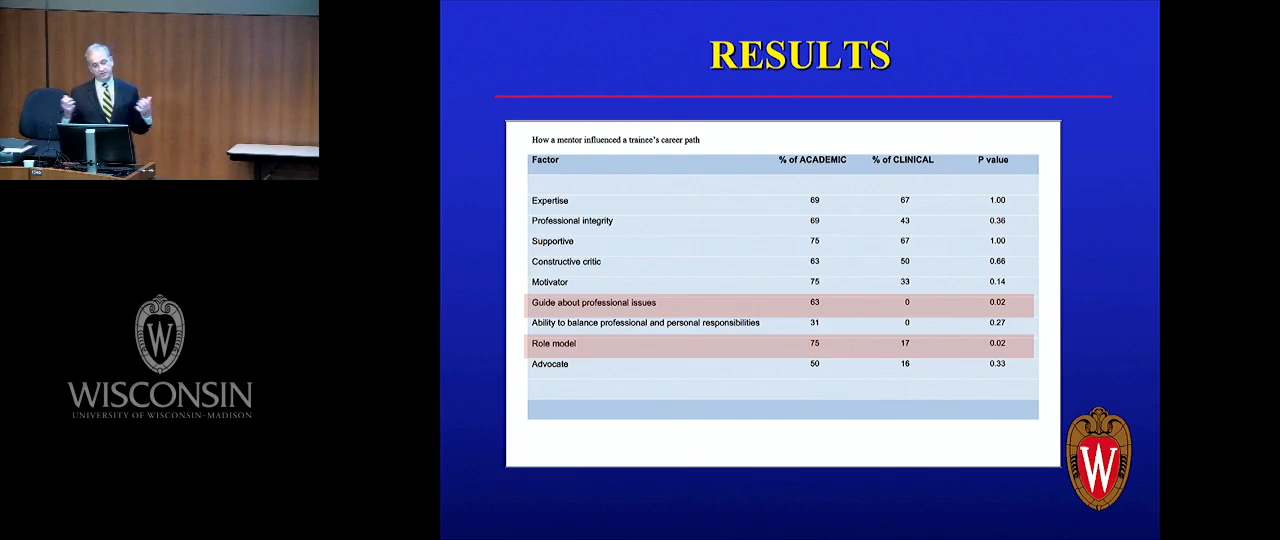 RESULTS
How a mentor influenced a trainee's career path
Factor % of ACADEMIC % of CLINICAL P value
Expertise 69 67 1.00
Professional integrity 69 43 0.36
Supportive 75 67 1.00
Constructive critic 63 50 0.66
Motivator 75 33 0.14
Guide about professional issues 63 0 0.02
Ability to balance professional and personal responsibilities 31 0 0.27
Role model 75 17 0.02
Advocate 50 16 0.33
W
WISCONSIN
UNIVERSITY OF WISCONSIN–MADISON
W